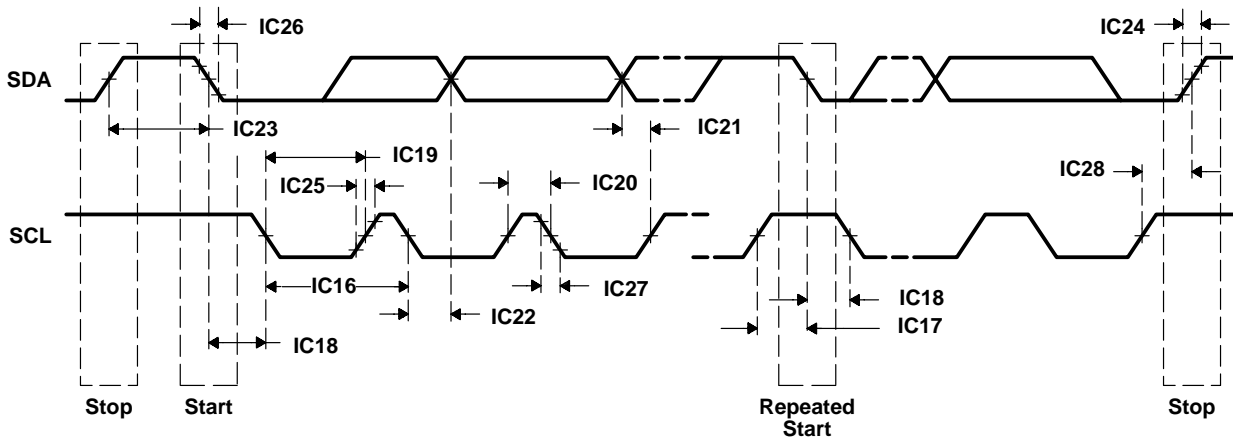 IC26
IC24
SDA
IC23
IC21
IC19
IC25
IC20
IC28
SCL
IC16
IC27
IC18
IC22
IC17
IC18
Stop
Start
Repeated
Start
Stop